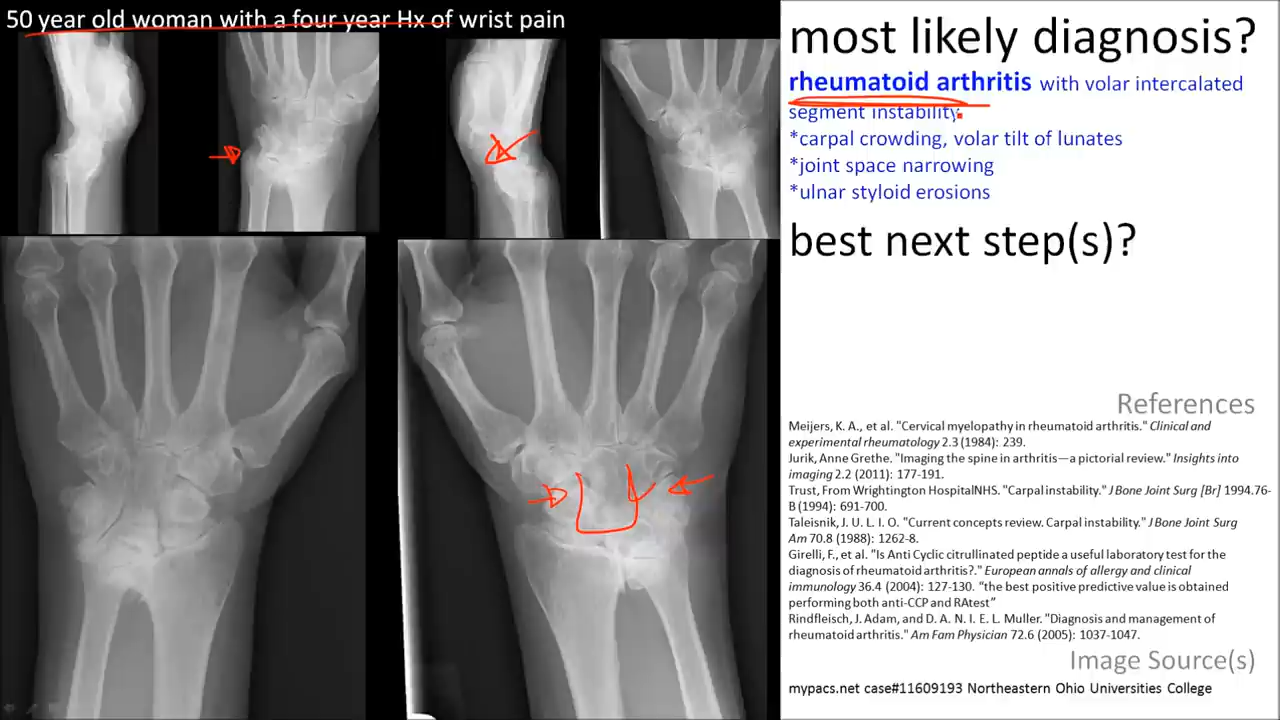 50 year old woman with a four year Hx of wrist pain
most likely diagnosis?
rheumatoid arthritis with volar intercalated
segment instability
*carpal crowding, volar tilt of lunates
*joint space narrowing
*ulnar styloid erosions
best next step(s)?
References
Meijers, K. A., et al. "Cervical myelopathy in rheumatoid arthritis." Clinical and
experimental rheumatology 2.3 (1984): 239.
Jurik, Anne Grethe. "Imaging the spine in arthritis—a pictorial review." Insights into
imaging 2.2 (2011): 177-191.
Trust, From Wrightington HospitalNHS. "Carpal instability." J Bone Joint Surg [Br] 1994.76-
B (1994): 691-700.
Taleisnik, J. U. L. I. O. "Current concepts review. Carpal instability." J Bone Joint Surg
Am 70.8 (1988): 1262-8.
Girelli, F., et al. "Is Anti Cyclic citrullinated peptide a useful laboratory test for the
diagnosis of rheumatoid arthritis?." European annals of allergy and clinical
immunology 36.4 (2004): 127-130. "the best positive predictive value is obtained
performing both anti-CCP and RAtest"
Rindfleisch, J. Adam, and D. A. N. I. E. L. Muller. "Diagnosis and management of
rheumatoid arthritis." Am Fam Physician 72.6 (2005): 1037-1047.
Image Source(s)
mypacs.net case#11609193 Northeastern Ohio Universities College